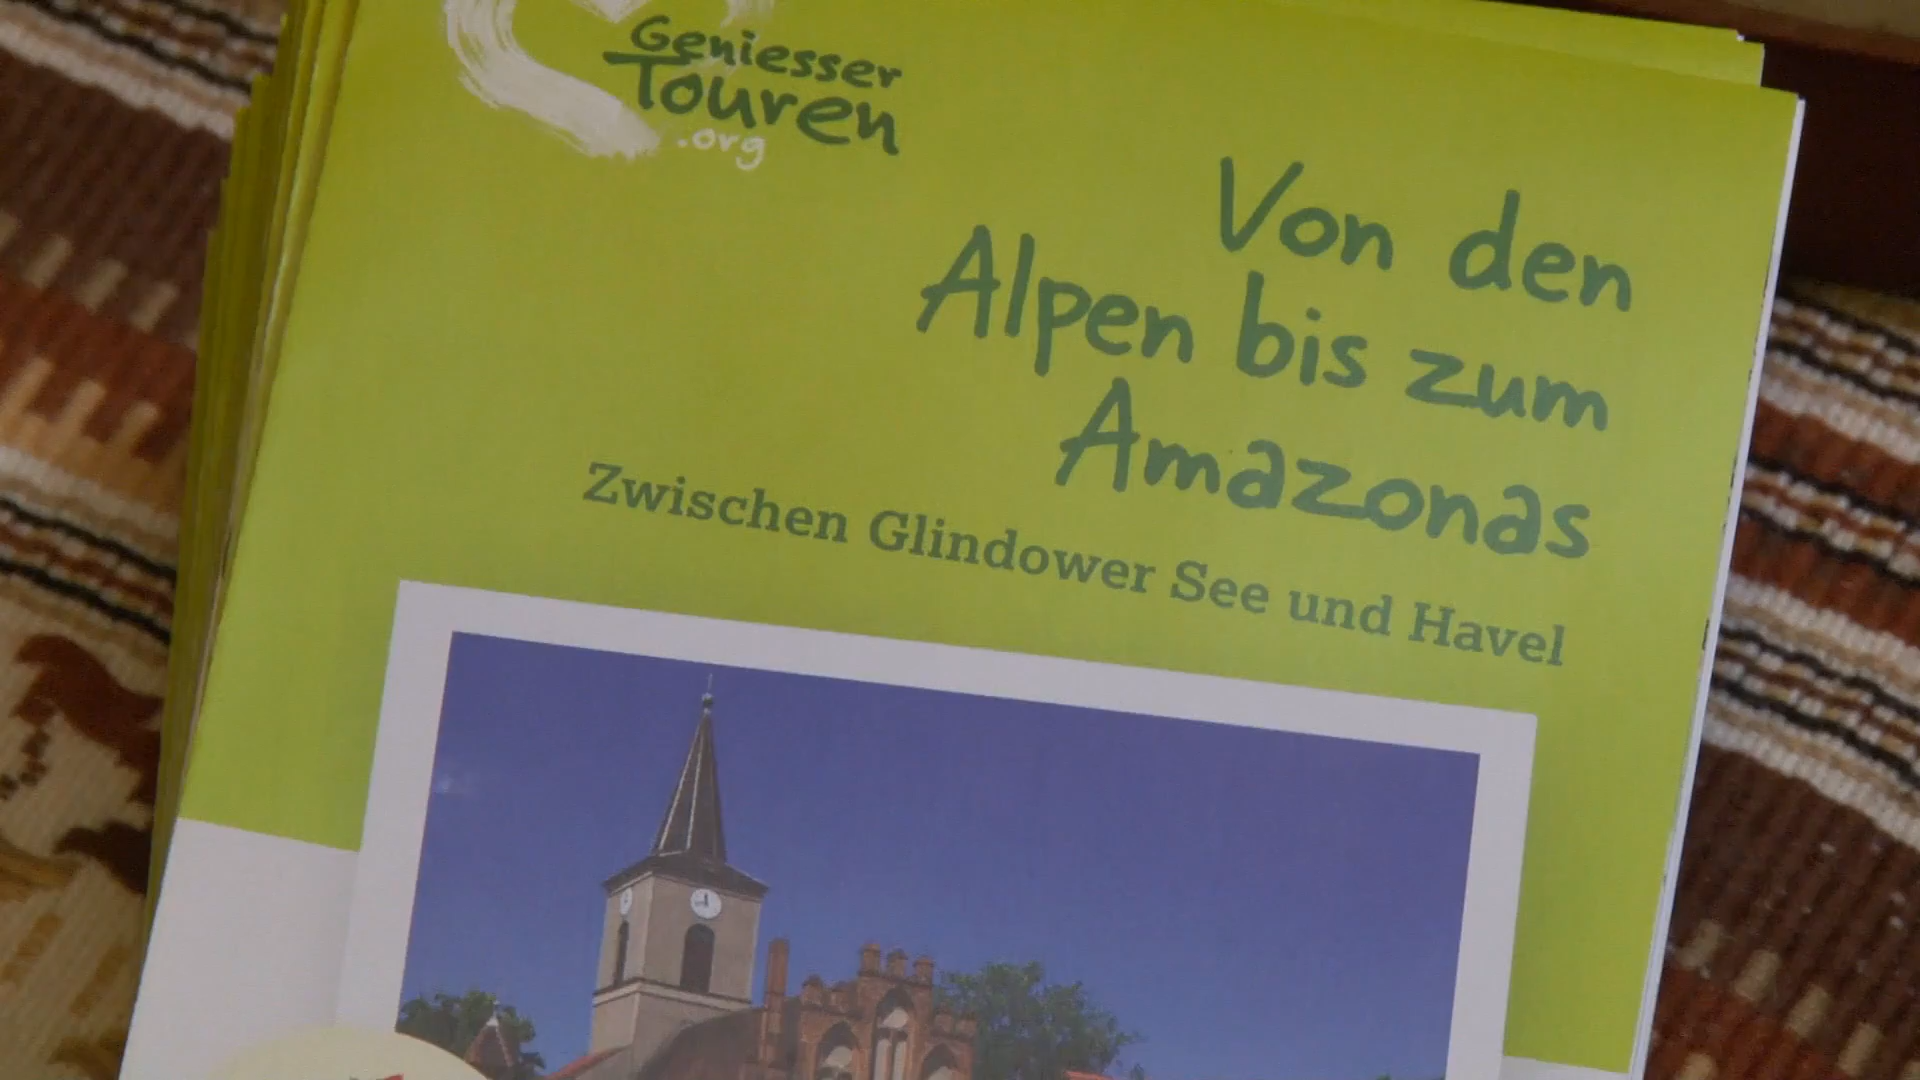 Geniesser
Touren
.org
Von den
Alpen bis zum
Amazonas
Zwischen Glindower See und Havel